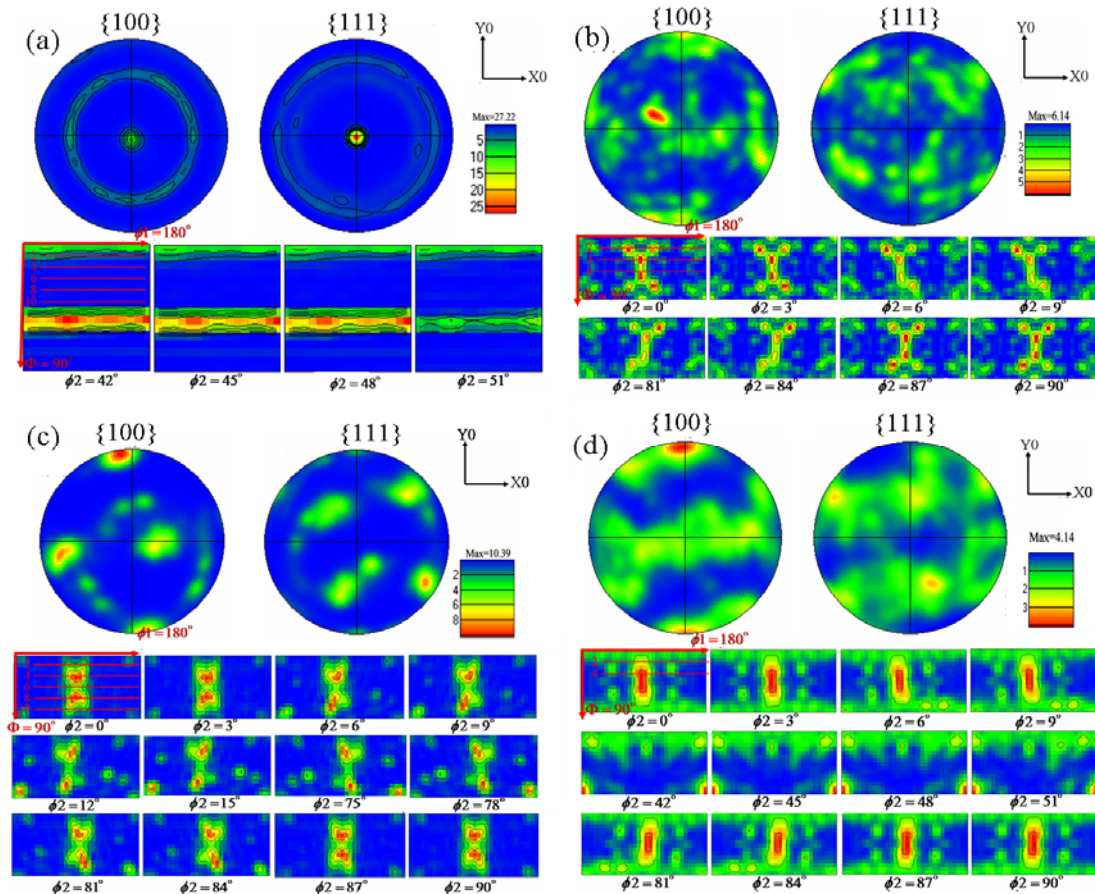 (a)
{100}
{111}
Y0
X0
Max=27.22
5
10
15
20
25
ϕ1=180°
Φ=90°
ϕ2=42°
ϕ2=45°
ϕ2=48°
ϕ2=51°
(b)
{100}
{111}
Y0
X0
Max=6.14
1
2
3
4
5
ϕ1=180°
Φ=90°
ϕ2=0°
ϕ2=3°
ϕ2=6°
ϕ2=9°
ϕ2=81°
ϕ2=84°
ϕ2=87°
ϕ2=90°
(c)
{100}
{111}
Y0
X0
Max=10.39
2
4
6
8
ϕ1=180°
Φ=90°
ϕ2=0°
ϕ2=3°
ϕ2=6°
ϕ2=9°
ϕ2=12°
ϕ2=15°
ϕ2=75°
ϕ2=78°
ϕ2=81°
ϕ2=84°
ϕ2=87°
ϕ2=90°
(d)
{100}
{111}
Y0
X0
Max=4.14
1
2
3
ϕ1=180°
Φ=90°
ϕ2=0°
ϕ2=3°
ϕ2=6°
ϕ2=9°
ϕ2=42°
ϕ2=45°
ϕ2=48°
ϕ2=51°
ϕ2=81°
ϕ2=84°
ϕ2=87°
ϕ2=90°